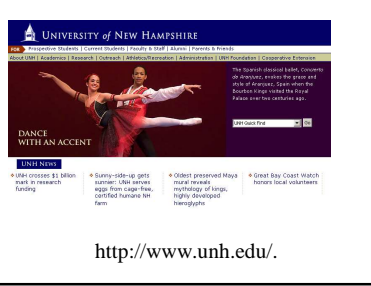 UNIVERSITY of NEW HAMPSHIRE
FOR Prospective Students | Current Students | Faculty & Staff | Alumni | Parents & Friends
About UNH | Academics | Research | Outreach | Athletics/Recreation | Administration | UNH Foundation | Cooperative Extension
The Spanish classical ballet, Concierto
de Aranjuez, evokes the grace and
style of Aranjuez, Spain when the
Bourbon Kings visited the Royal
Palace over two centuries ago.
UNH Quick Find Go
DANCE
WITH AN ACCENT
UNH NEWS
UNH crosses $1 billion
mark in research
funding
Sunny-side-up gets
sunnier: UNH serves
eggs from cage-free,
certified humane NH
farm
Oldest preserved Maya
mural reveals
mythology of kings,
highly developed
hieroglyphs
Great Bay Coast Watch
honors local volunteers
http://www.unh.edu/.